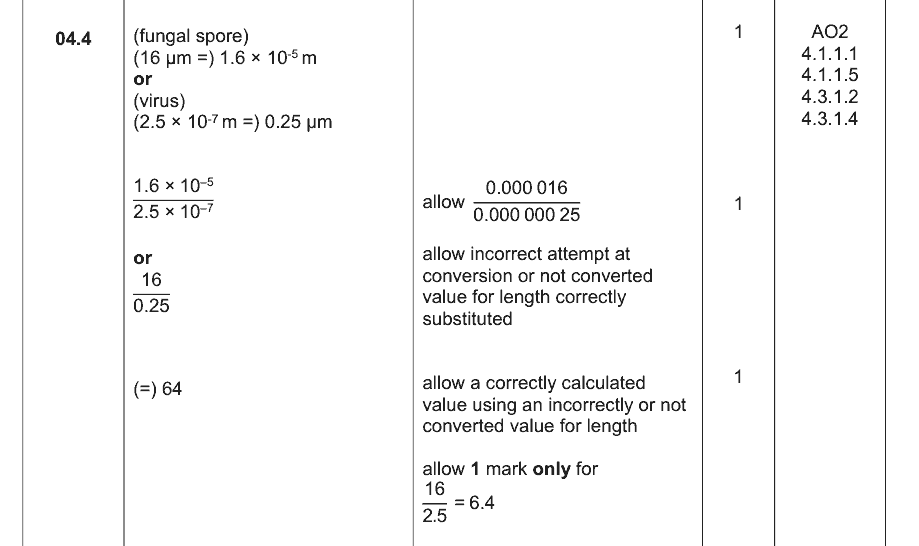 04.4
(fungal spore)
(16 µm =) 1.6 × 10⁻⁵ m
or
(virus)
(2.5 × 10⁻⁷ m =) 0.25 µm
1
AO2
4.1.1.1
4.1.1.5
4.3.1.2
4.3.1.4
1.6 × 10⁻⁵
2.5 × 10⁻⁷
or
16
0.25
allow 0.000 016
0.000 000 25
allow incorrect attempt at
conversion or not converted
value for length correctly
substituted
1
(=) 64
allow a correctly calculated
value using an incorrectly or not
converted value for length
allow 1 mark only for
16
2.5
= 6.4
1